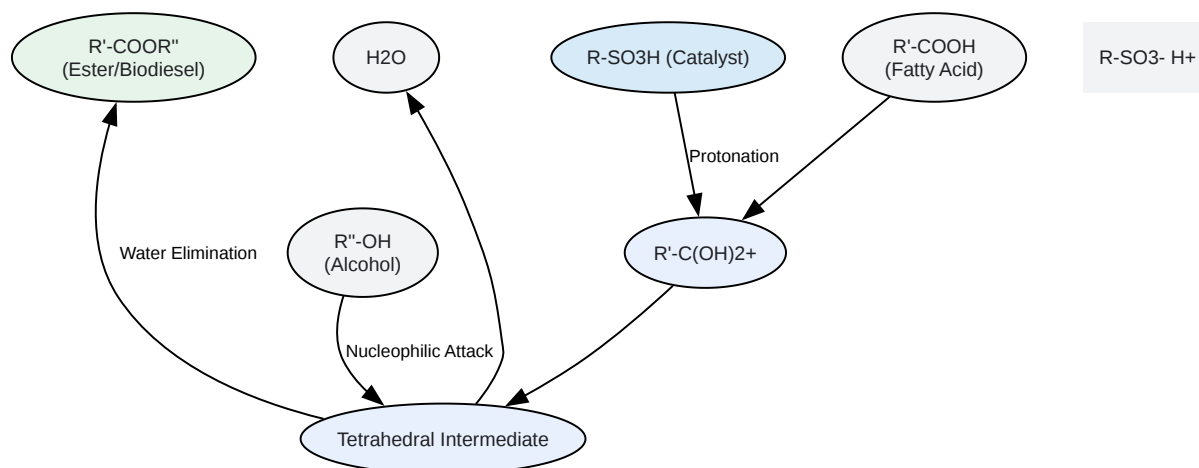 R'-COOR"
(Ester/Biodiesel)
H2O
R-SO3H (Catalyst)
R'-COOH
(Fatty Acid)
R-SO3- H+
Protonation
Water Elimination
R"-OH
(Alcohol)
R'-C(OH)2+
Nucleophilic Attack
Tetrahedral Intermediate